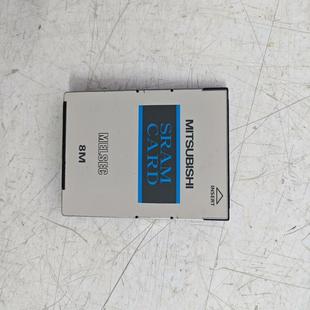 MITSUBISHI
SRAM
CARD
MELSEC
8M
INSERT